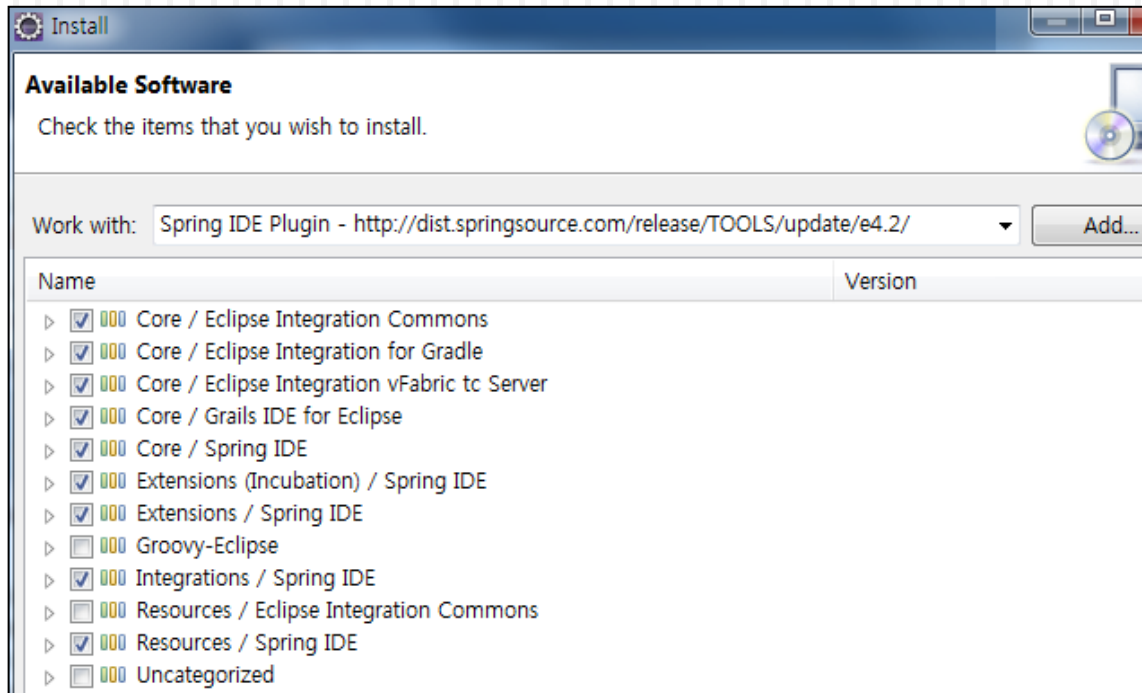 Install
Available Software
Check the items that you wish to install.
Work with: Spring IDE Plugin - http://dist.springsource.com/release/TOOLS/update/e4.2/ Add...
Name Version
Core / Eclipse Integration Commons
Core / Eclipse Integration for Gradle
Core / Eclipse Integration vFabric tc Server
Core / Grails IDE for Eclipse
Core / Spring IDE
Extensions (Incubation) / Spring IDE
Extensions / Spring IDE
Groovy-Eclipse
Integrations / Spring IDE
Resources / Eclipse Integration Commons
Resources / Spring IDE
Uncategorized